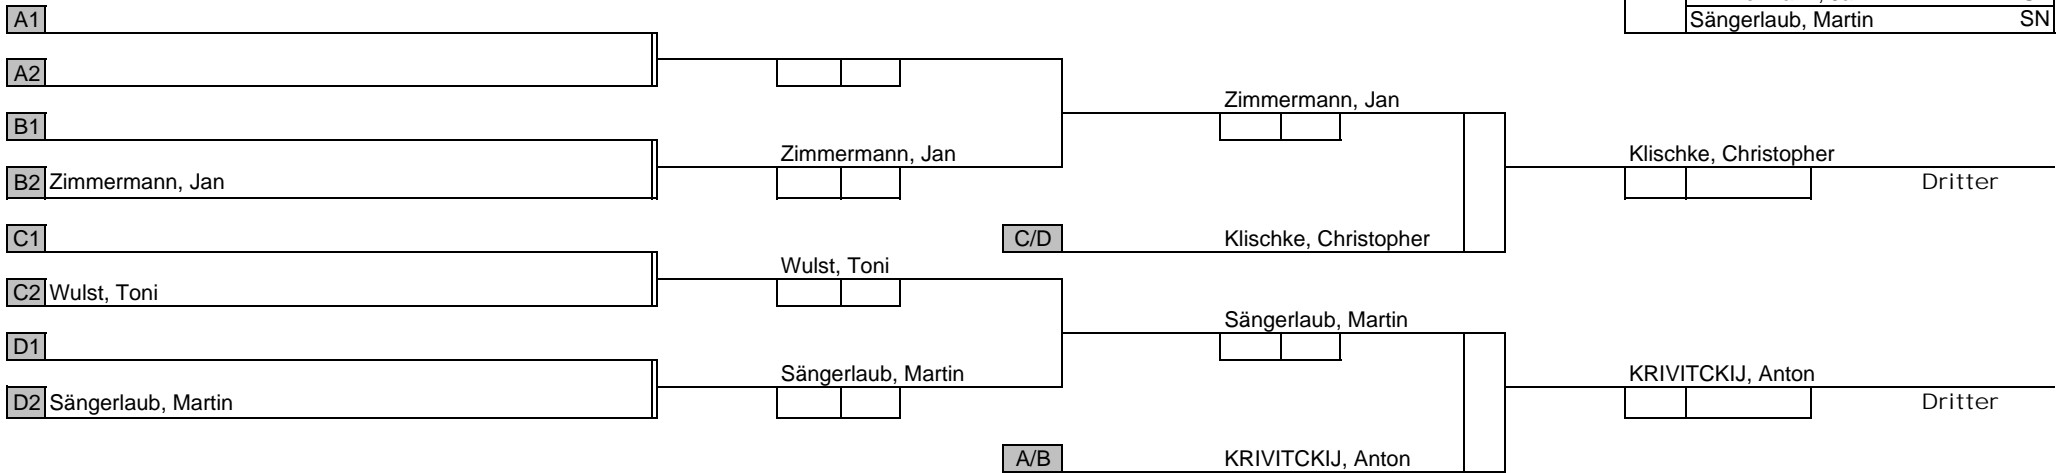 A1
Sängerlaub, Martin SN
A2
Zimmermann, Jan
B1
Zimmermann, Jan
Klischke, Christopher
B2 Zimmermann, Jan
Dritter
C1
C/D Klischke, Christopher
Wulst, Toni
C2 Wulst, Toni
Sängerlaub, Martin
D1
Sängerlaub, Martin
KRIVITCKIJ, Anton
D2 Sängerlaub, Martin
Dritter
A/B KRIVITCKIJ, Anton